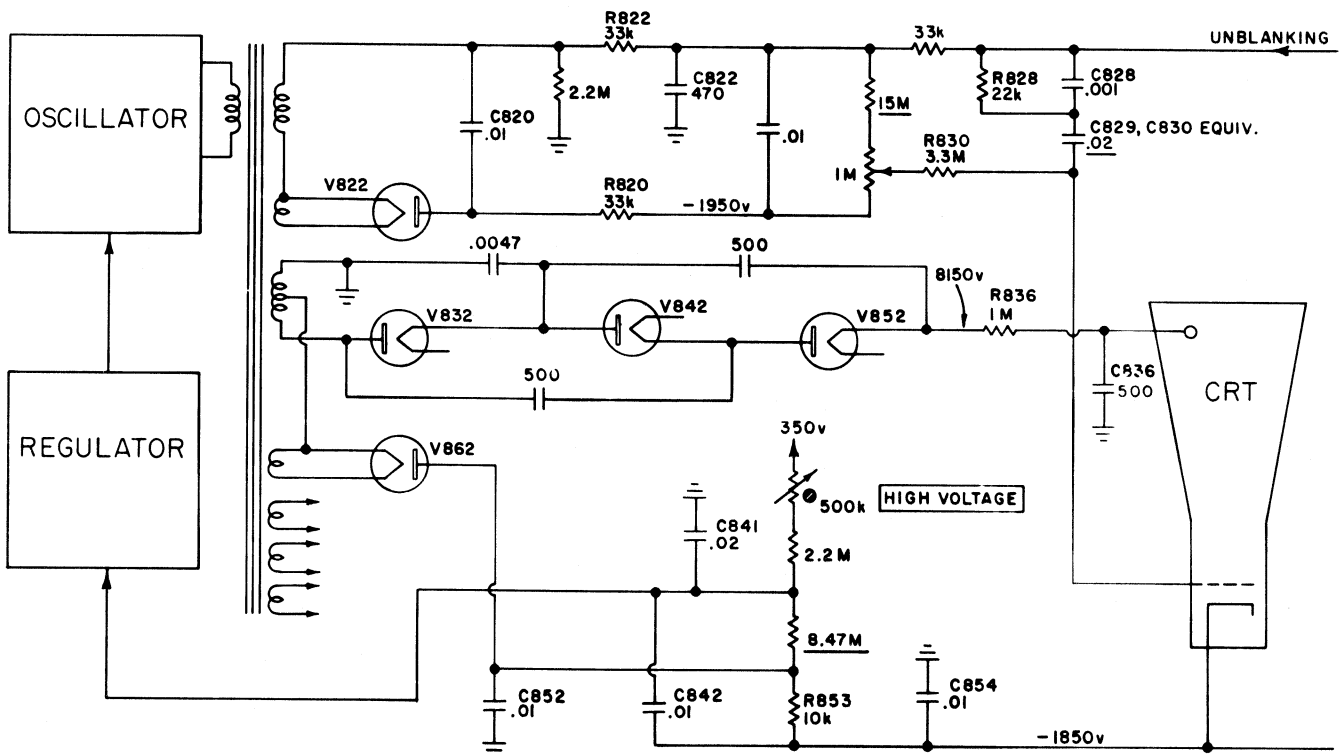 R822
33k
33k
UNBLANKING
2.2M
C822
470
R828
22k
C828
.001
OSCILLATOR
C820
.01
.01
15M
C829, C830 EQUIV.
.02
R830
3.3M
V822
R820
33k
1M
-1950v
.0047
500
8150v
R836
1M
V832
V842
V852
500
C836
500
CRT
REGULATOR
V862
350v
500k
HIGH VOLTAGE
C841
.02
2.2M
8.47M
C852
.01
C842
.01
R853
10k
C854
.01
-1850v